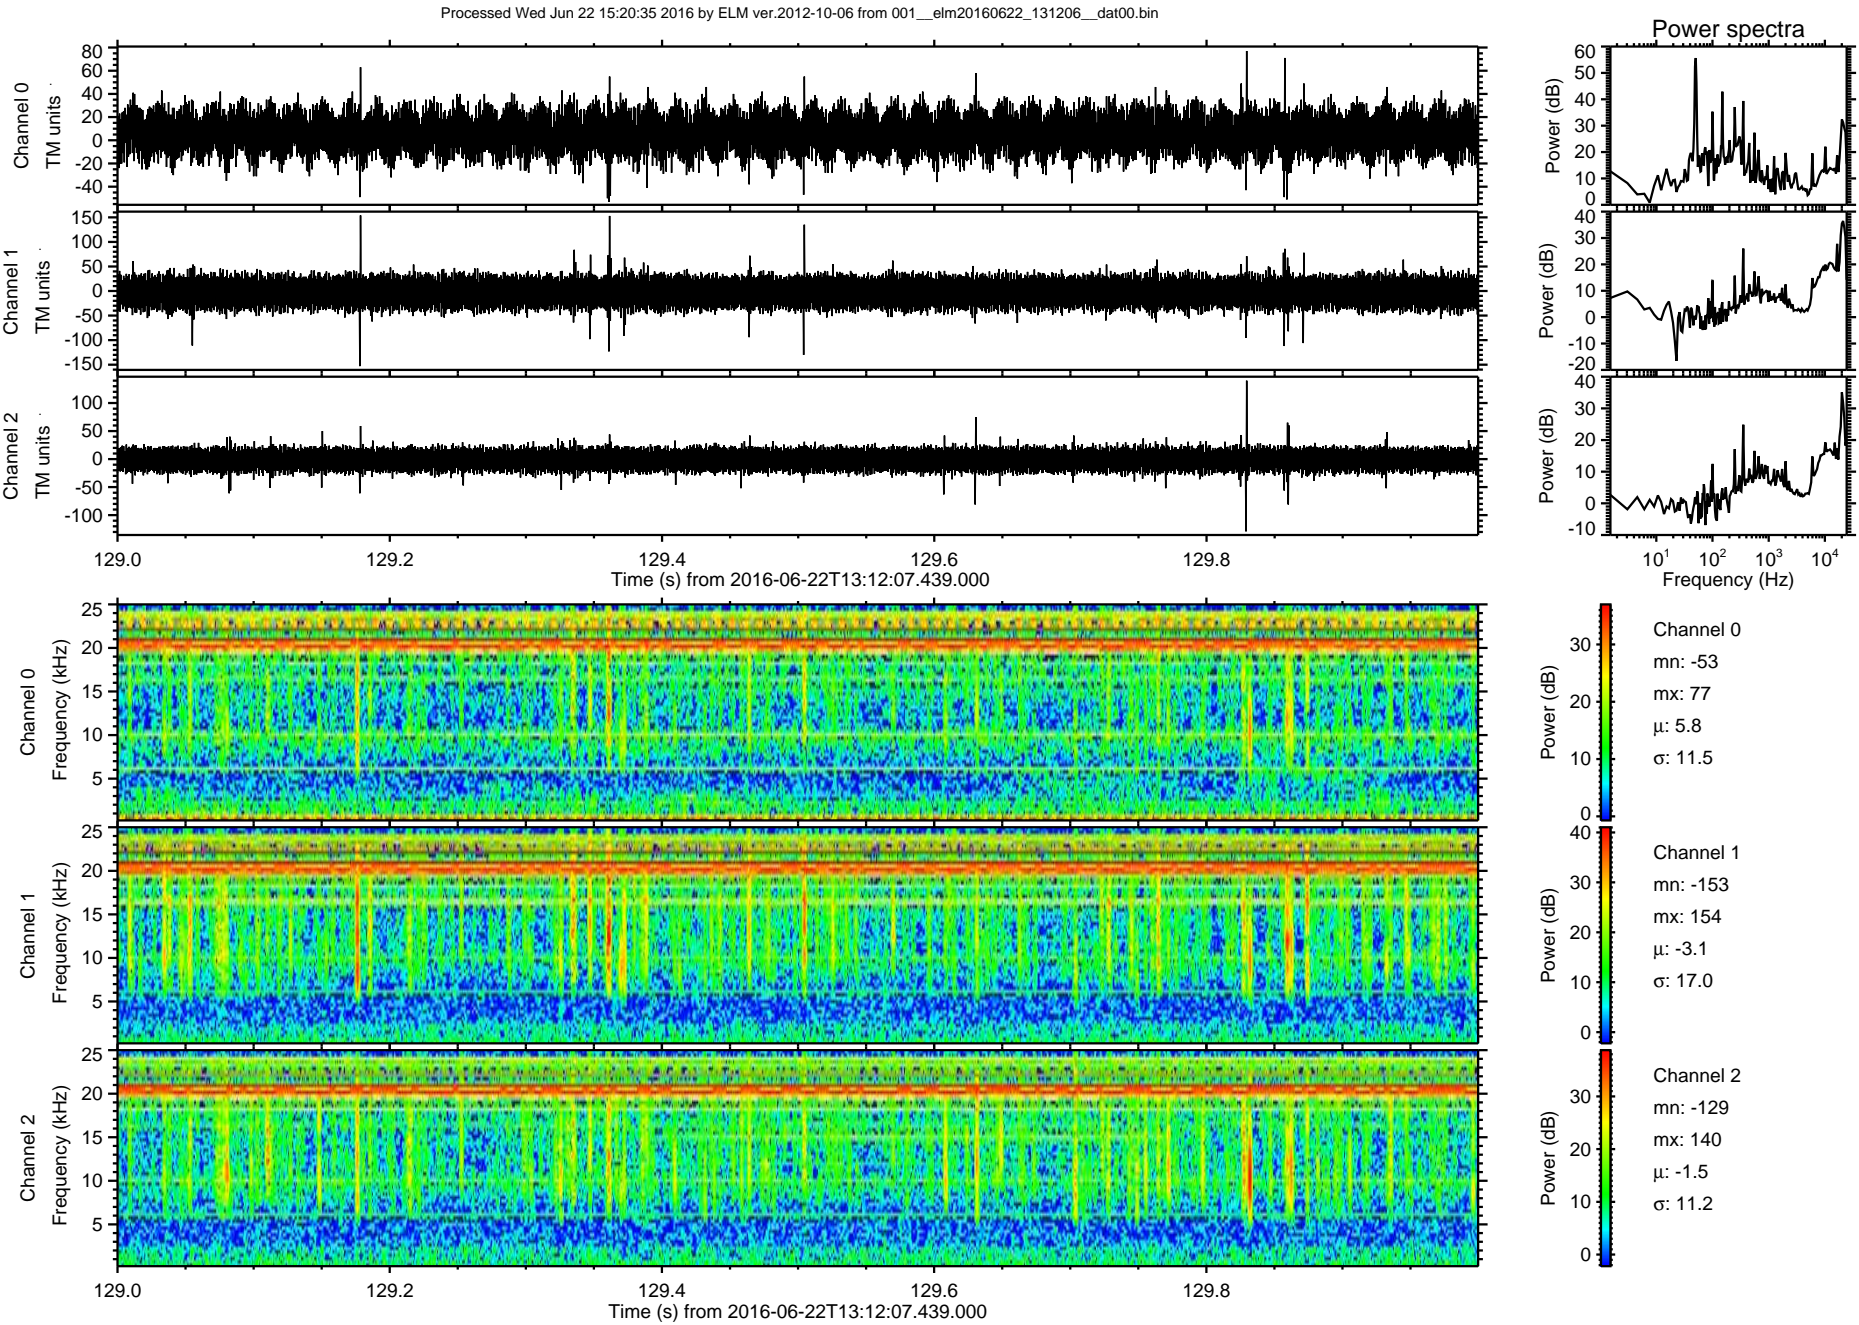 Processed Wed Jun 22 15:20:35 2016 by ELM ver.2012-10-06 from 001__elm20160622_131206__dat00.bin
Power spectra
Channel 0
TM units
80
60
40
20
0
-20
-40
Power (dB)
60
50
40
30
20
10
0
Channel 1
TM units
150
100
50
0
-50
-100
-150
Power (dB)
40
30
20
10
0
-10
-20
Channel 2
TM units
100
50
0
-50
-100
Power (dB)
40
30
20
10
0
-10
129.0 129.2 129.4 129.6 129.8
Time (s) from 2016-06-22T13:12:07.439.000
10^1 10^2 10^3 10^4
Frequency (Hz)
Channel 0
Frequency (kHz)
25
20
15
10
5
Power (dB)
30
20
10
0
Channel 0
mn: -53
mx: 77
μ: 5.8
σ: 11.5
Channel 1
Frequency (kHz)
25
20
15
10
5
Power (dB)
40
30
20
10
0
Channel 1
mn: -153
mx: 154
μ: -3.1
σ: 17.0
Channel 2
Frequency (kHz)
25
20
15
10
5
Power (dB)
30
20
10
0
Channel 2
mn: -129
mx: 140
μ: -1.5
σ: 11.2
129.0 129.2 129.4 129.6 129.8
Time (s) from 2016-06-22T13:12:07.439.000